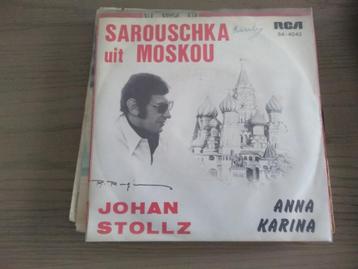 SAROUSCHKA
uit MOSKOU
RCA
JOHAN
STOLLZ
ANNA
KARINA